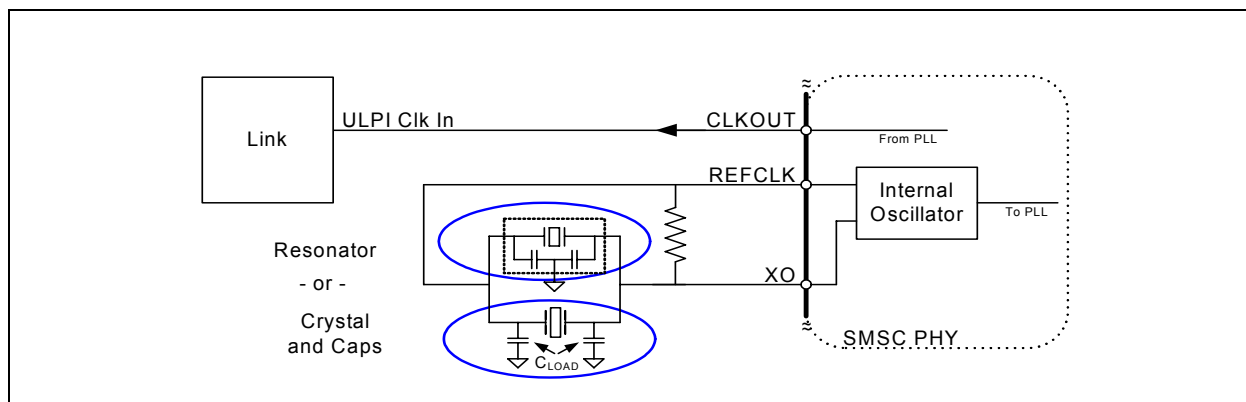 Link
ULPI Clk In
CLKOUT
From PLL
REFCLK
Internal
Oscillator
To PLL
Resonator
- or -
Crystal
and Caps
XO
CLOAD
SMSC PHY